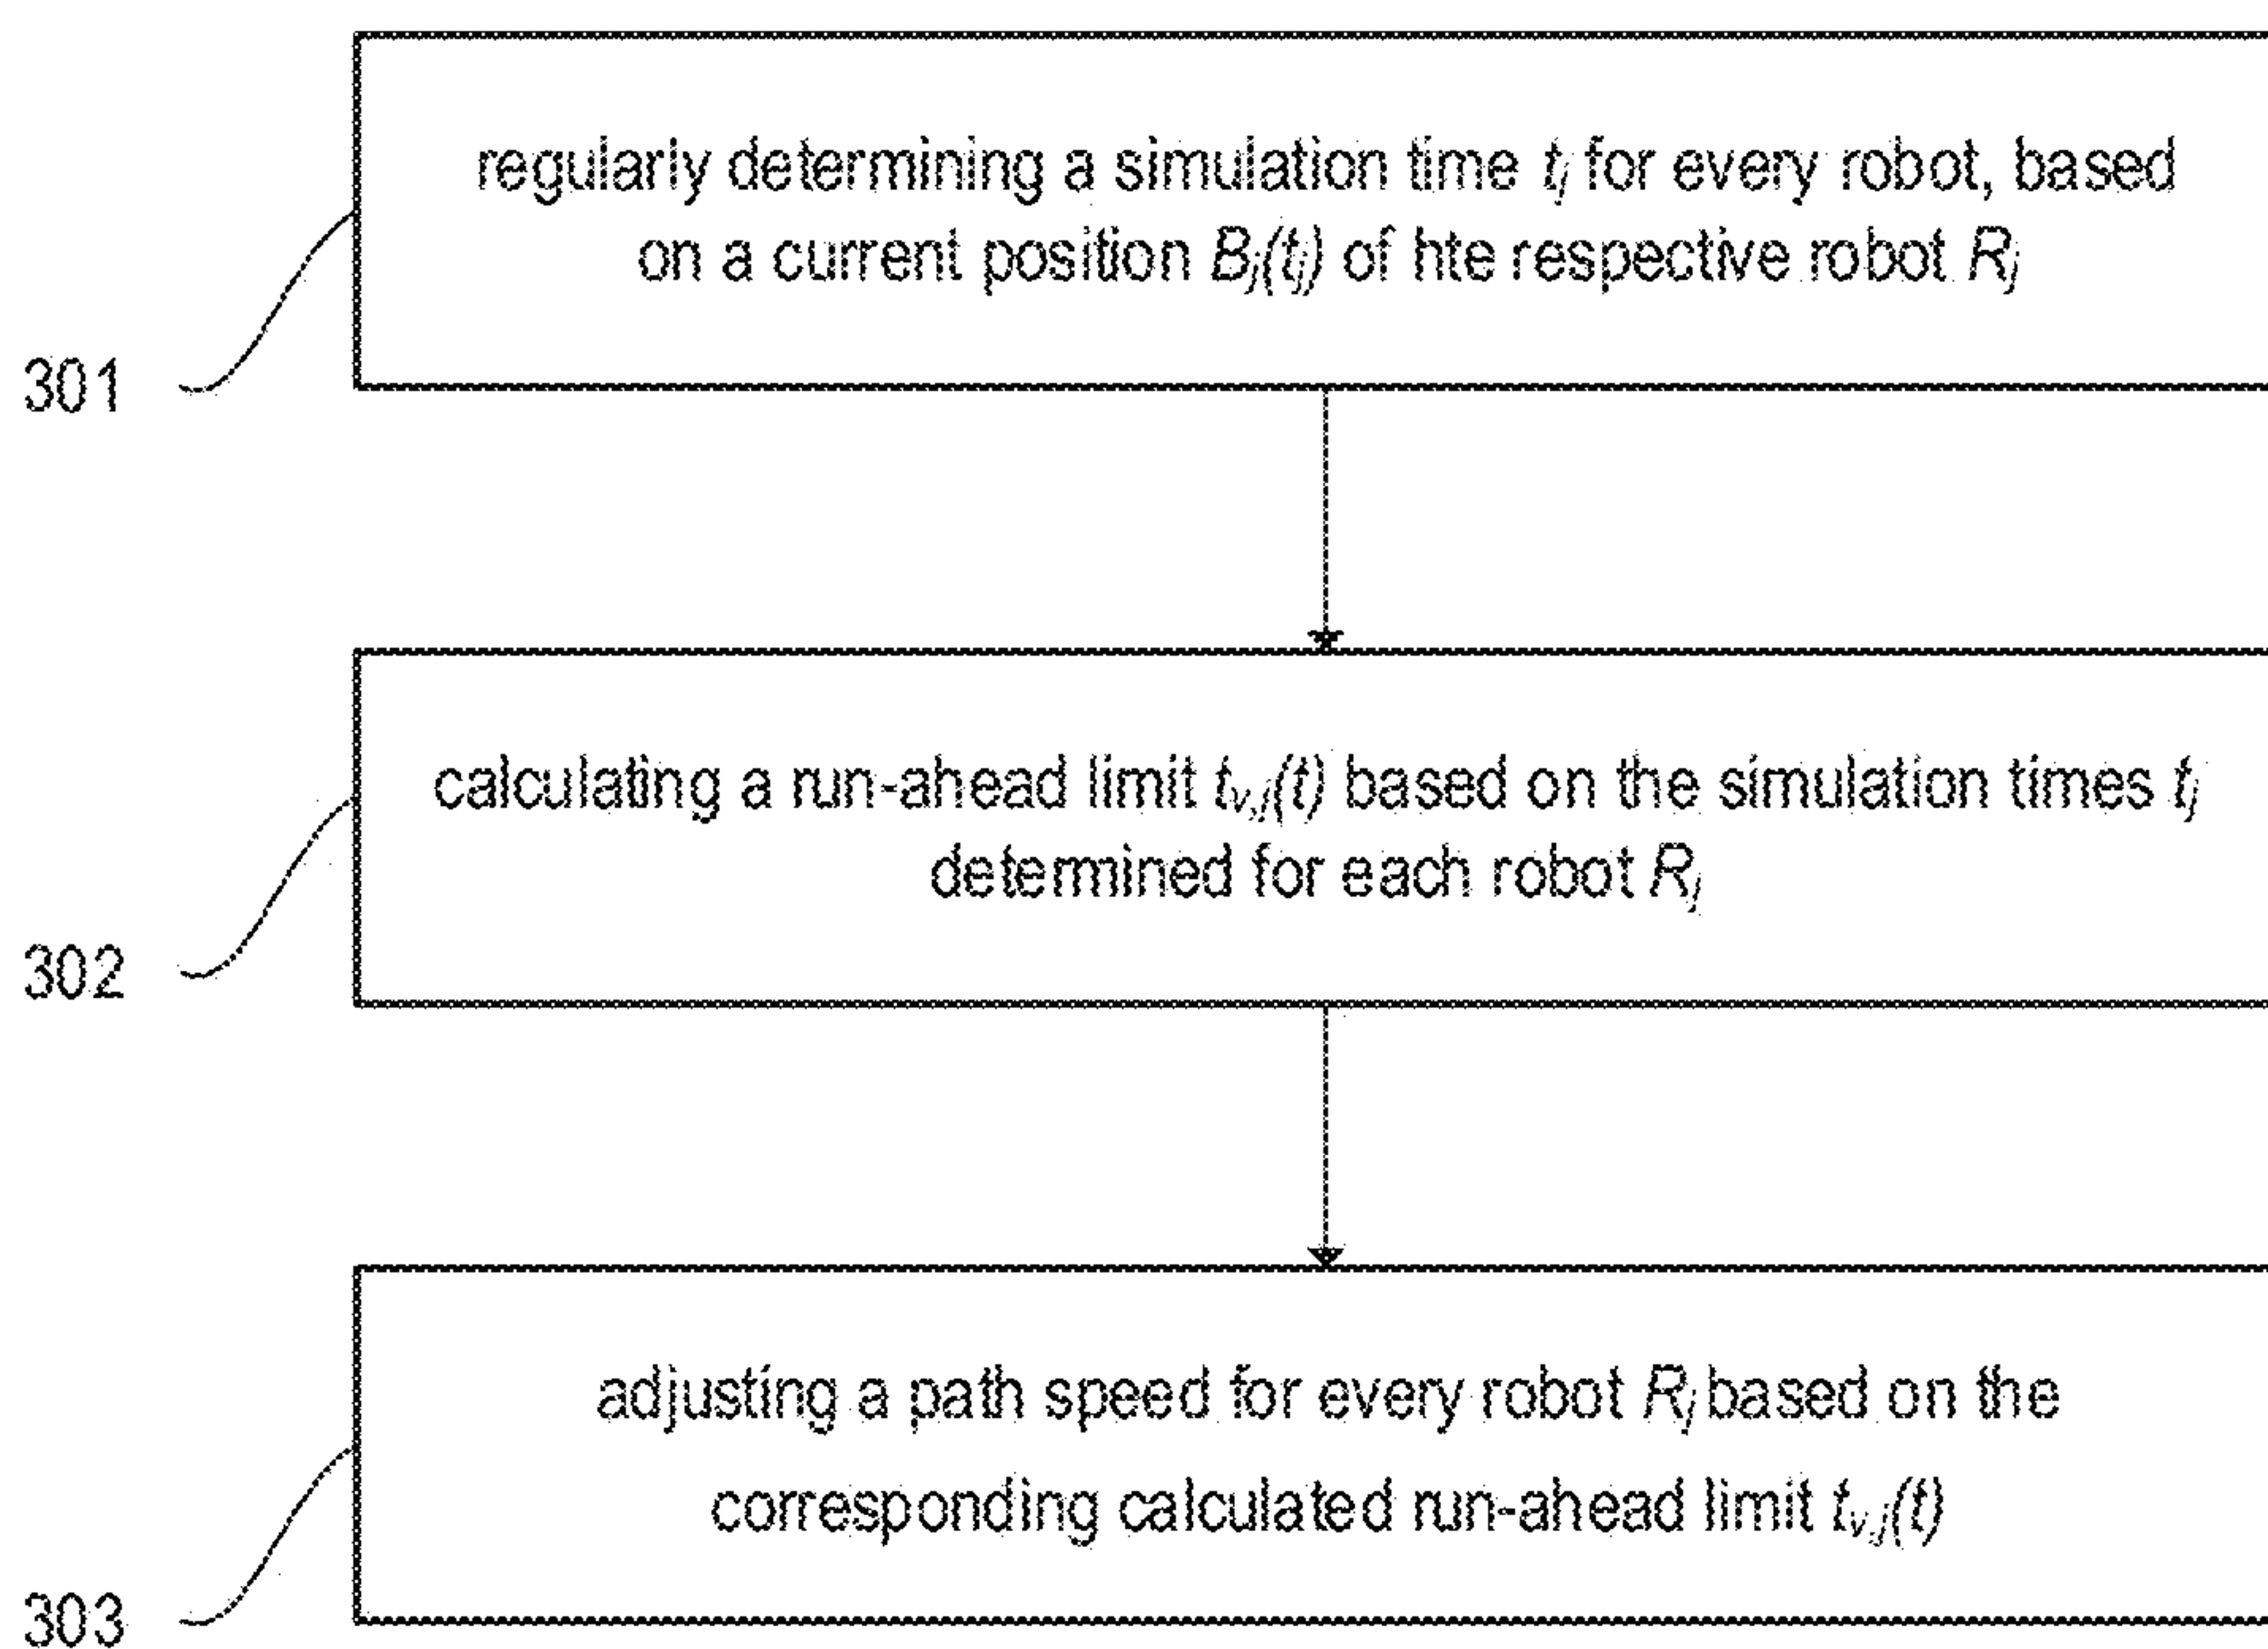 regularly determining a simulation time tj for every robot, based
on a current position Bj(tj) of hte respective robot Rj
301
calculating a run-ahead limit tv,j(t) based on the simulation times tj
determined for each robot Rj
302
adjusting a path speed for every robot Rj based on the
corresponding calculated run-ahead limit tv,j(t)
303